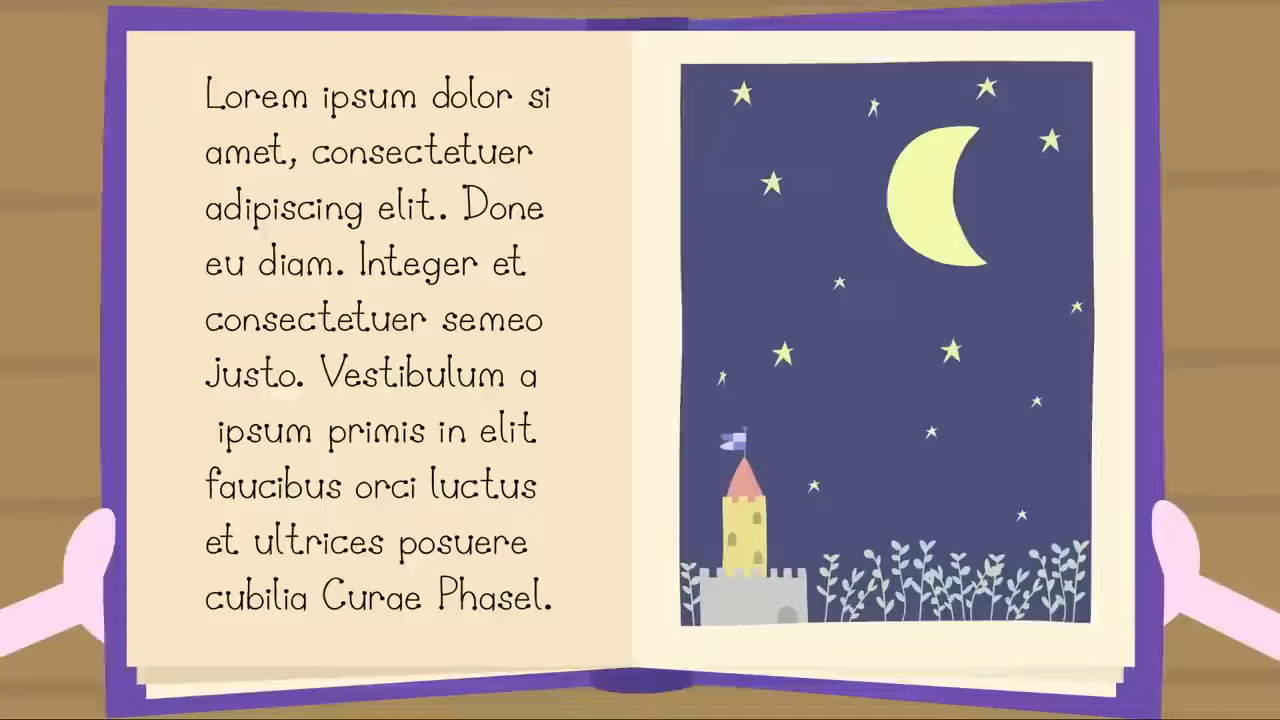 Lorem ipsum dolor si
amet, consectetuer
adipiscing elit. Done
eu diam. Integer et
consectetuer semeo
justo. Vestibulum a
ipsum primis in elit
faucibus orci luctus
et ultrices posuere
cubilia Curae Phasel.